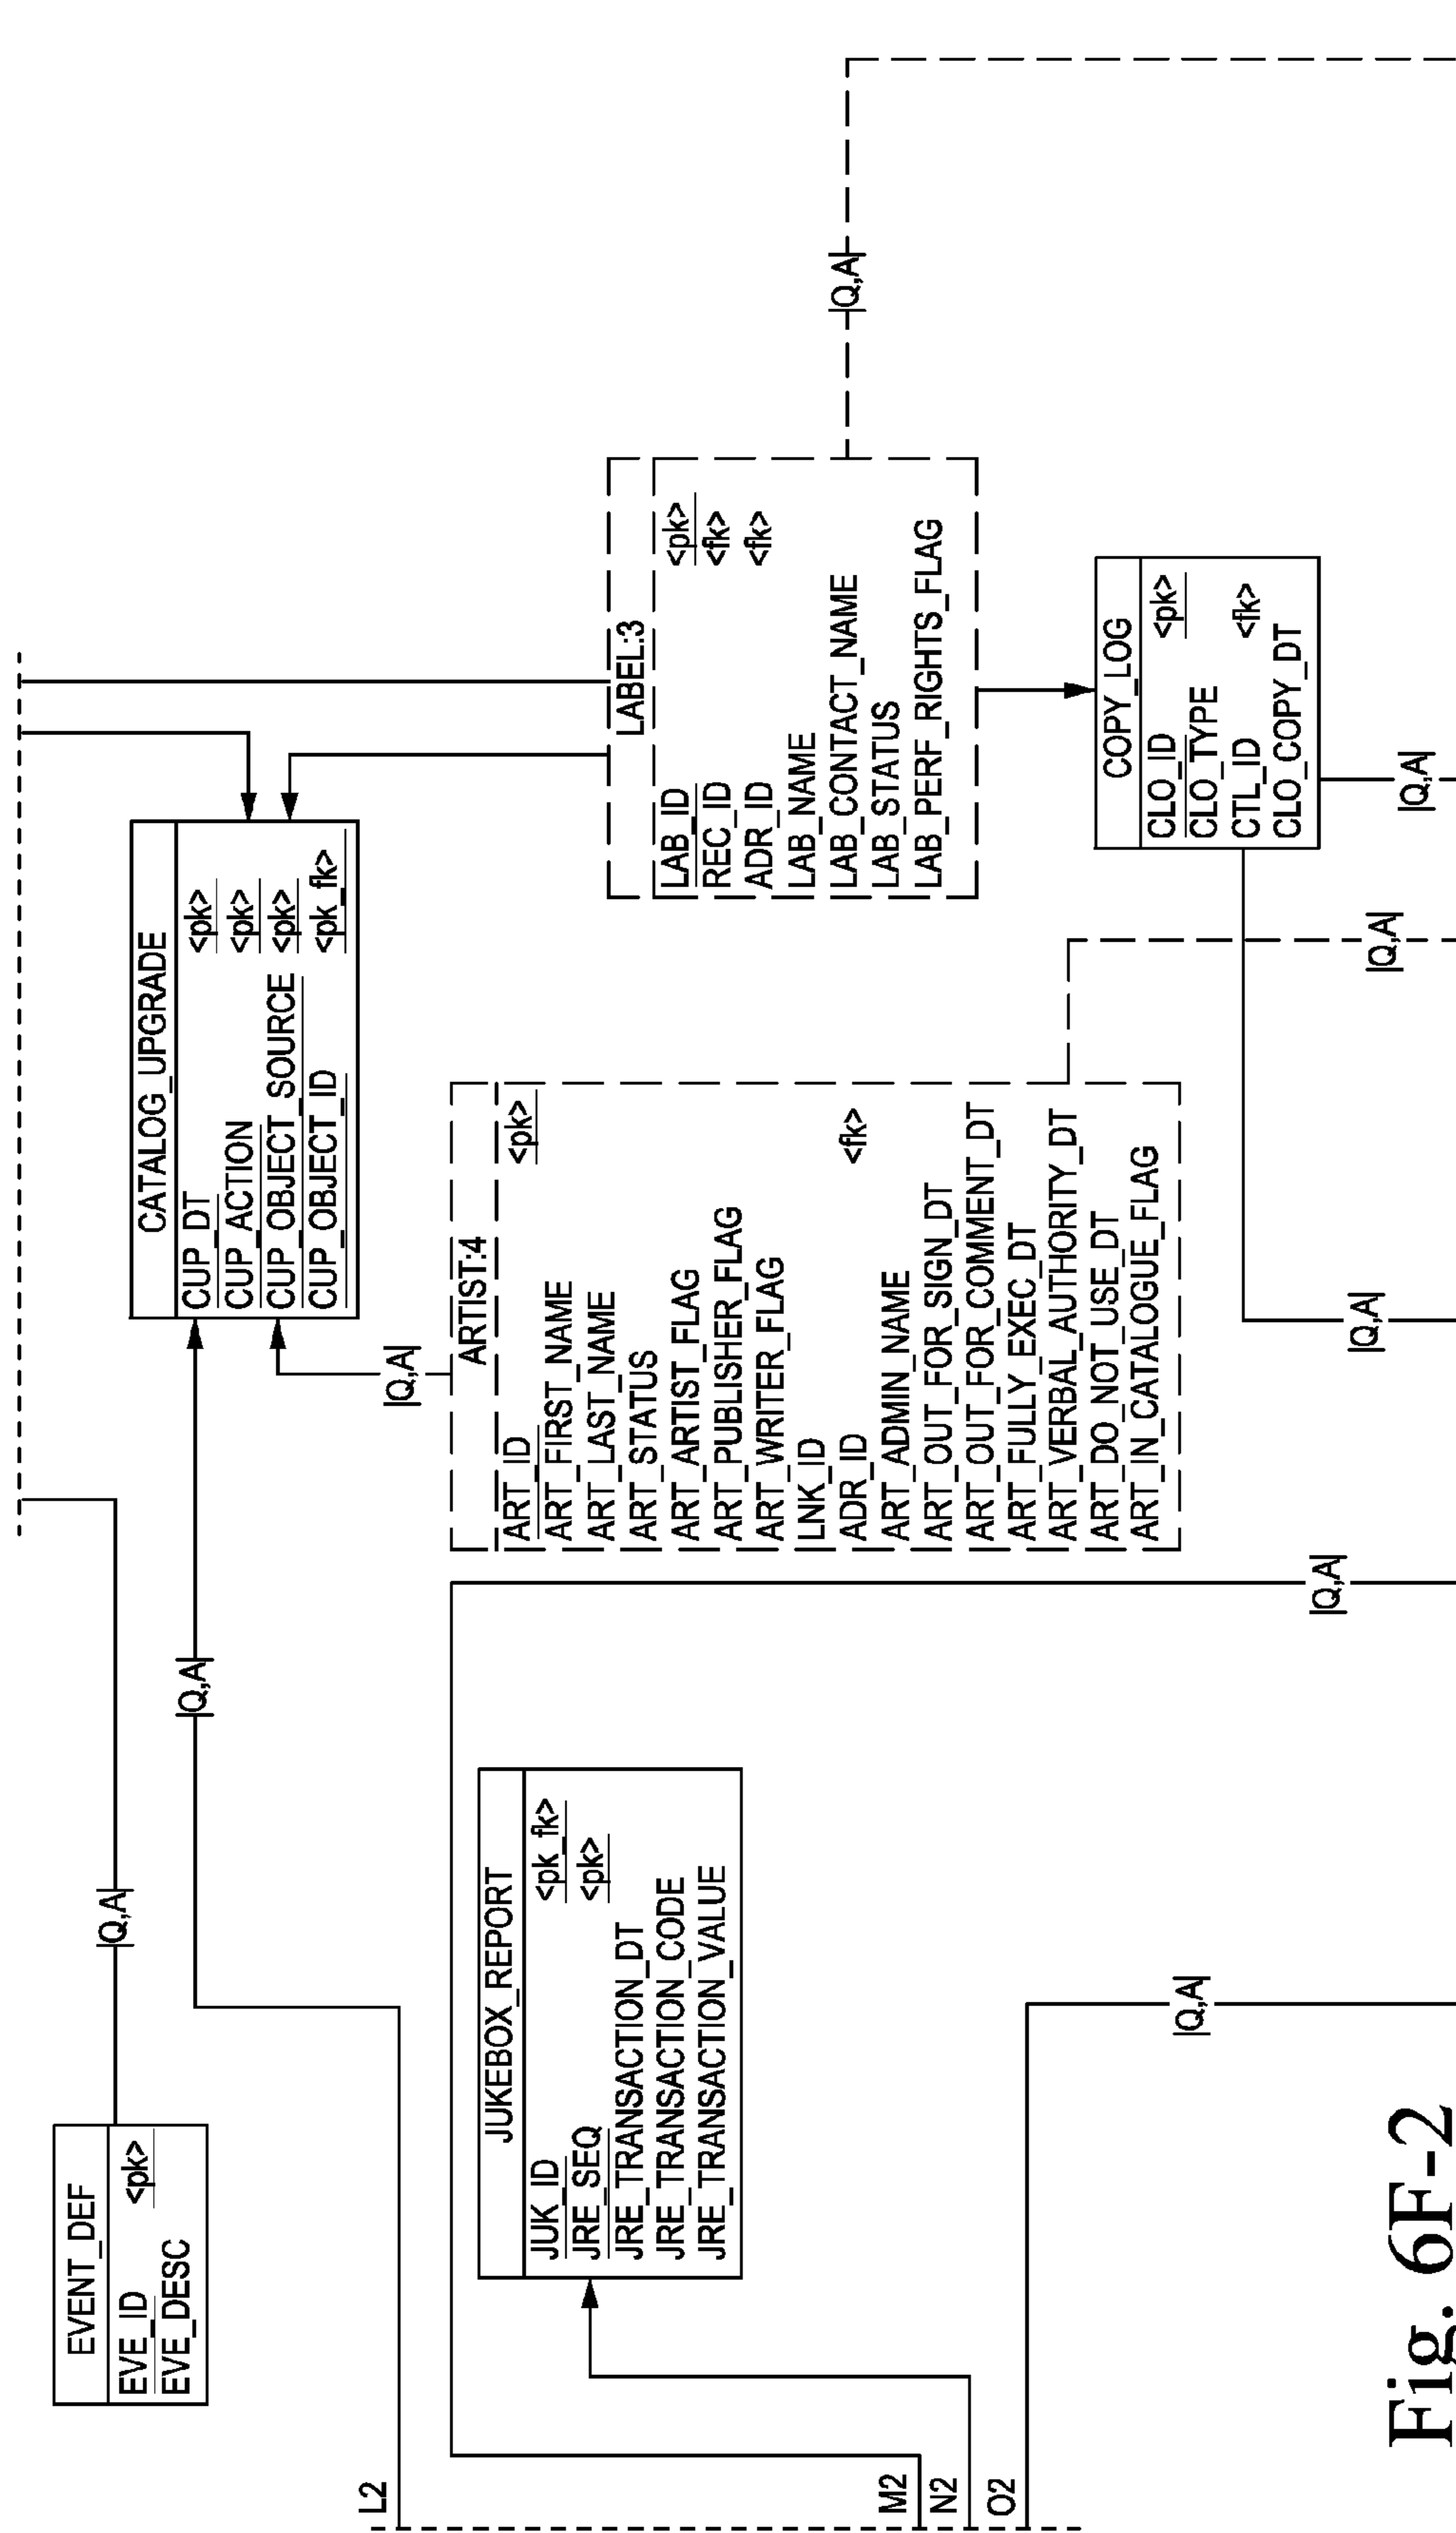 EVENT_DEF
EVE_ID <pk>
EVE_DESC
|Q,A|
CATALOG_UPGRADE
CUP_DT <pk>
CUP_ACTION <pk>
CUP_OBJECT_SOURCE <pk>
CUP_OBJECT_ID <pk_fk>
|Q,A|
L2
|Q,A|
ARTIST:4
ART_ID <pk>
ART_FIRST_NAME
ART_LAST_NAME
ART_STATUS
ART_ARTIST_FLAG
ART_PUBLISHER_FLAG
ART_WRITER_FLAG
LNK_ID
ADR_ID <fk>
ART_ADMIN_NAME
ART_OUT_FOR_SIGN_DT
ART_OUT_FOR_COMMENT_DT
ART_FULLY_EXEC_DT
ART_VERBAL_AUTHORITY_DT
ART_DO_NOT_USE_DT
ART_IN_CATALOGUE_FLAG
JUKEBOX_REPORT
JUK_ID <pk_fk>
JRE_SEQ <pk>
JRE_TRANSACTION_DT
JRE_TRANSACTION_CODE
JRE_TRANSACTION_VALUE
LABEL:3
LAB_ID <pk>
REC_ID <fk>
ADR_ID <fk>
LAB_NAME
LAB_CONTACT_NAME
LAB_STATUS
LAB_PERF_RIGHTS_FLAG
|Q,A|
M2
N2
O2
COPY_LOG
CLO_ID <pk>
CLO_TYPE
CTL_ID <fk>
CLO_COPY_DT
|Q,A|
|Q,A|
|Q,A|
|Q,A|
|Q,A|
Fig. 6F-2